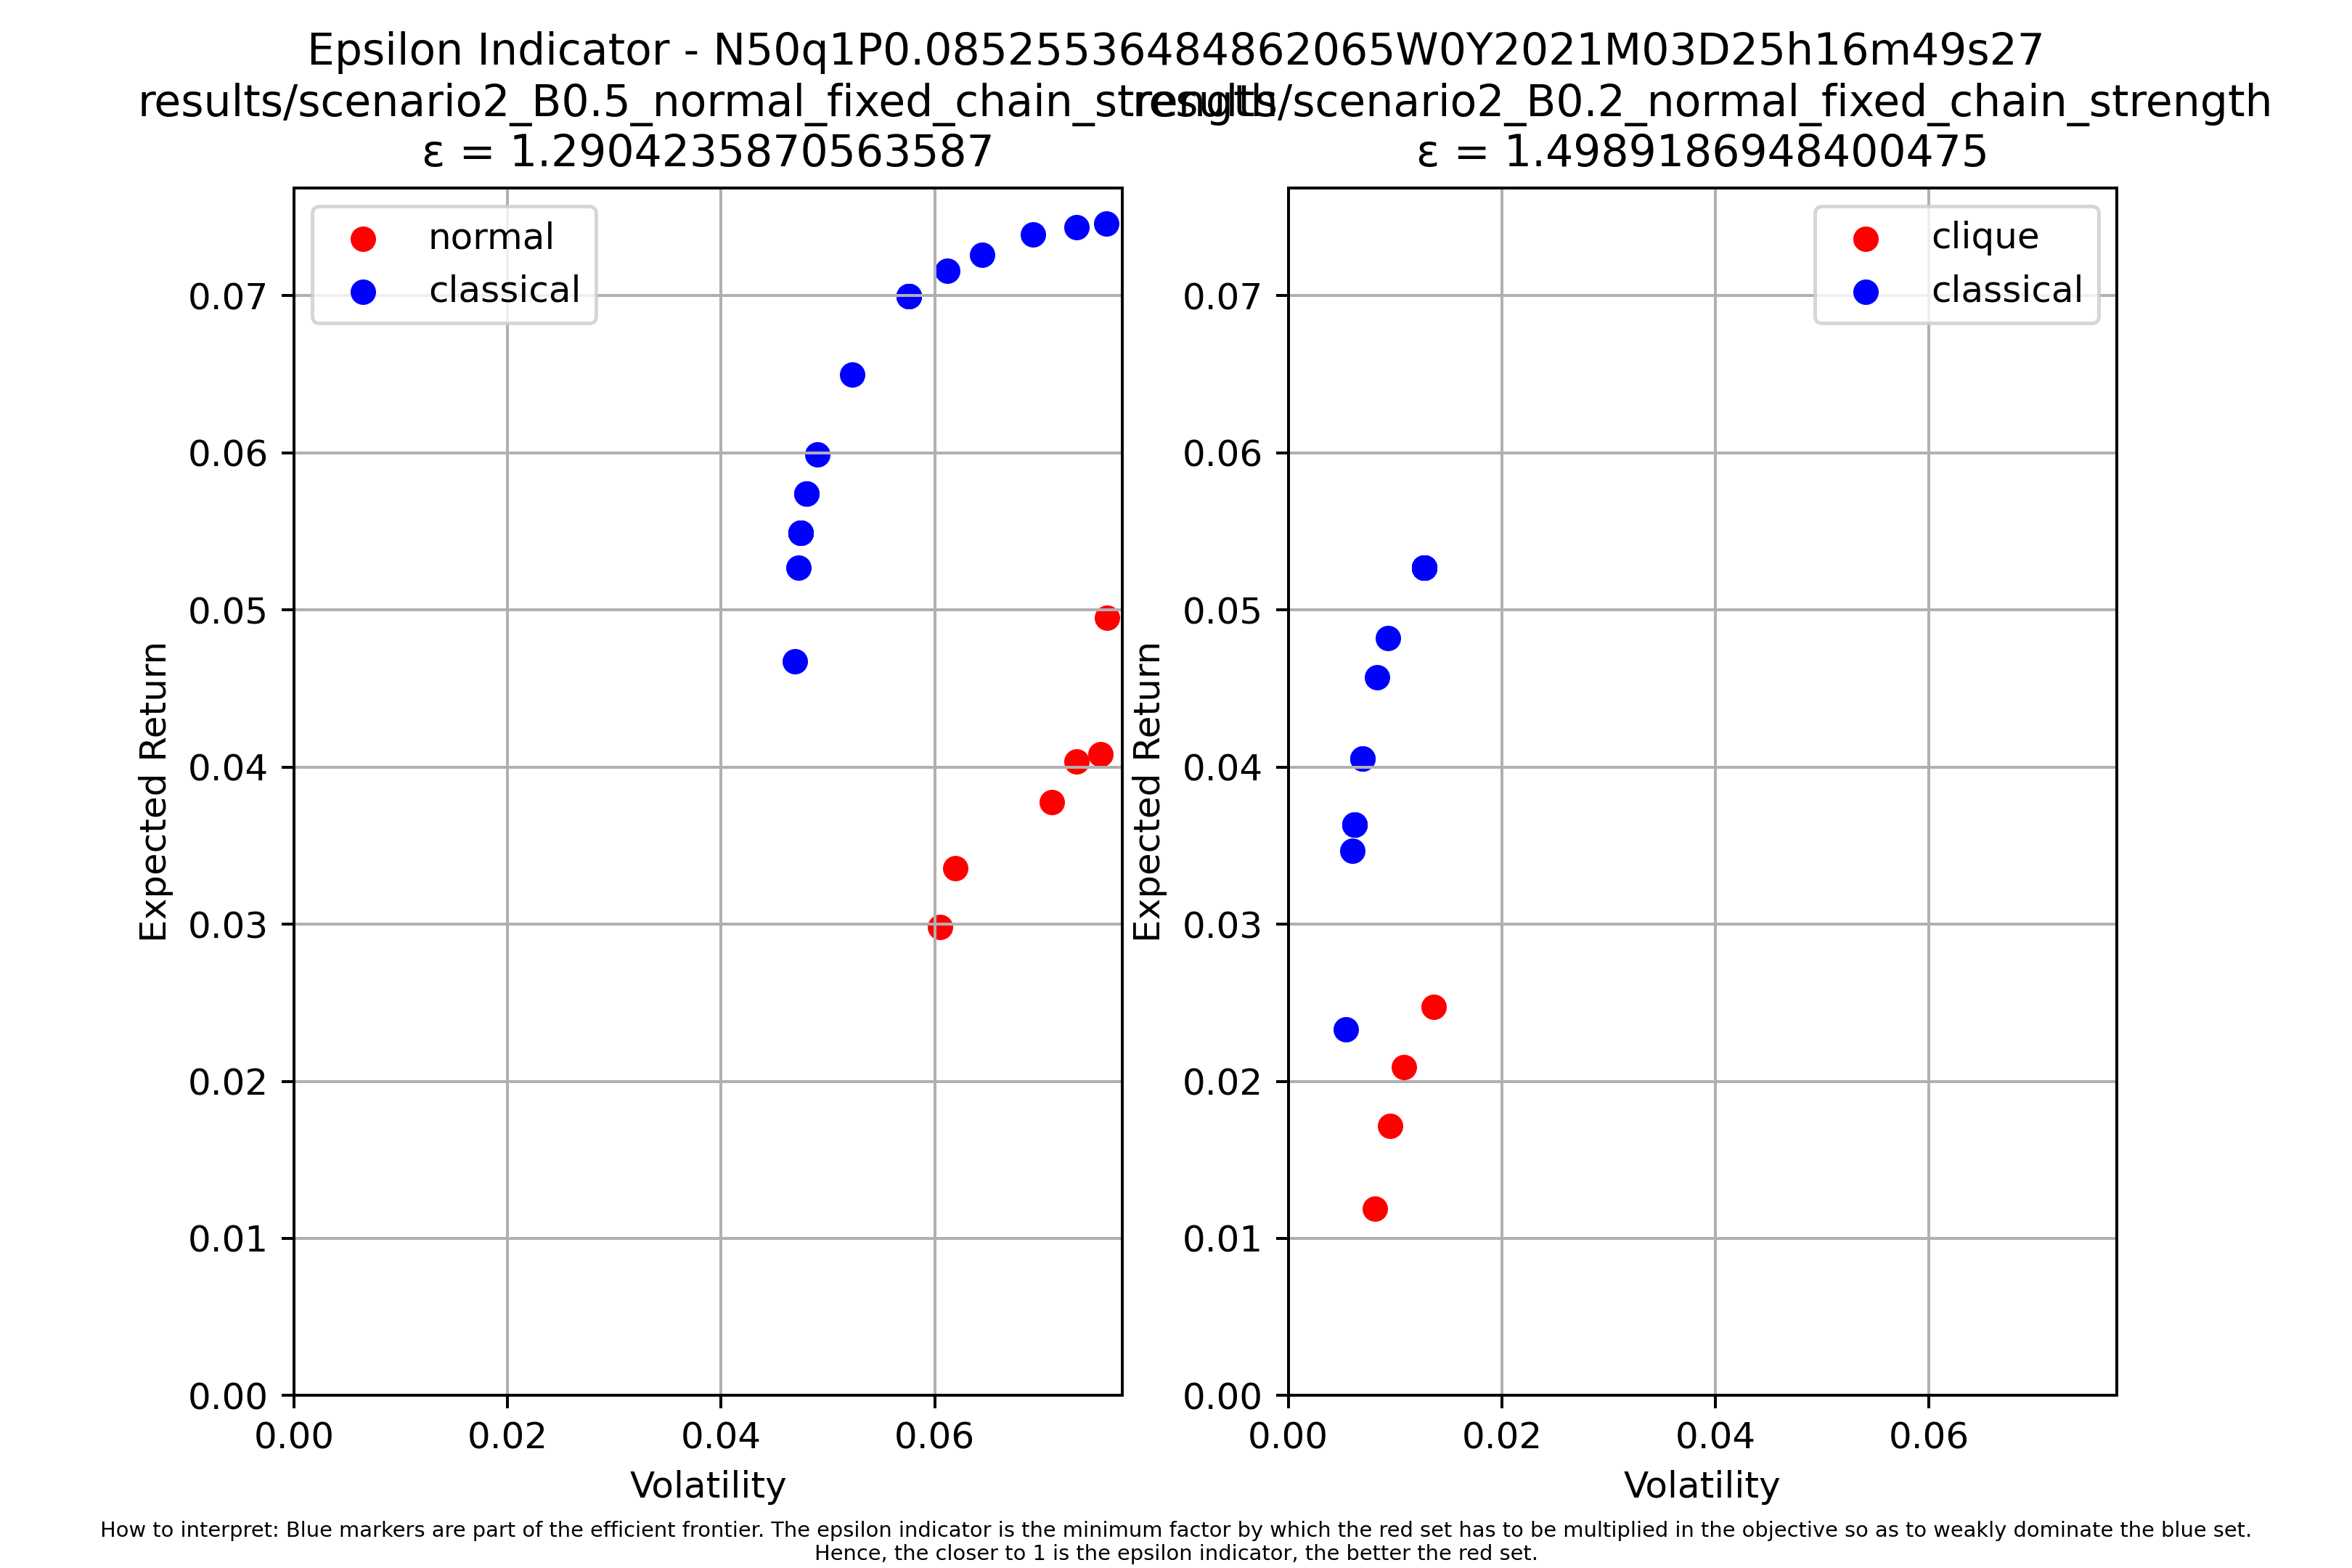 Epsilon Indicator - N50q1P0.08525536484862065W0Y2021M03D25h16m49s27
results/scenario2_B0.5_normal_fixed_chain_strength
ε = 1.2904235870563587
normal
classical
0.07
0.06
0.05
0.04
0.03
0.02
0.01
0.00
Expected Return
0.00 0.02 0.04 0.06
Volatility
results/scenario2_B0.2_normal_fixed_chain_strength
ε = 1.4989186948400475
clique
classical
0.07
0.06
0.05
0.04
0.03
0.02
0.01
0.00
Expected Return
0.00 0.02 0.04 0.06
Volatility
How to interpret: Blue markers are part of the efficient frontier. The epsilon indicator is the minimum factor by which the red set has to be multiplied in the objective so as to weakly dominate the blue set.
Hence, the closer to 1 is the epsilon indicator, the better the red set.